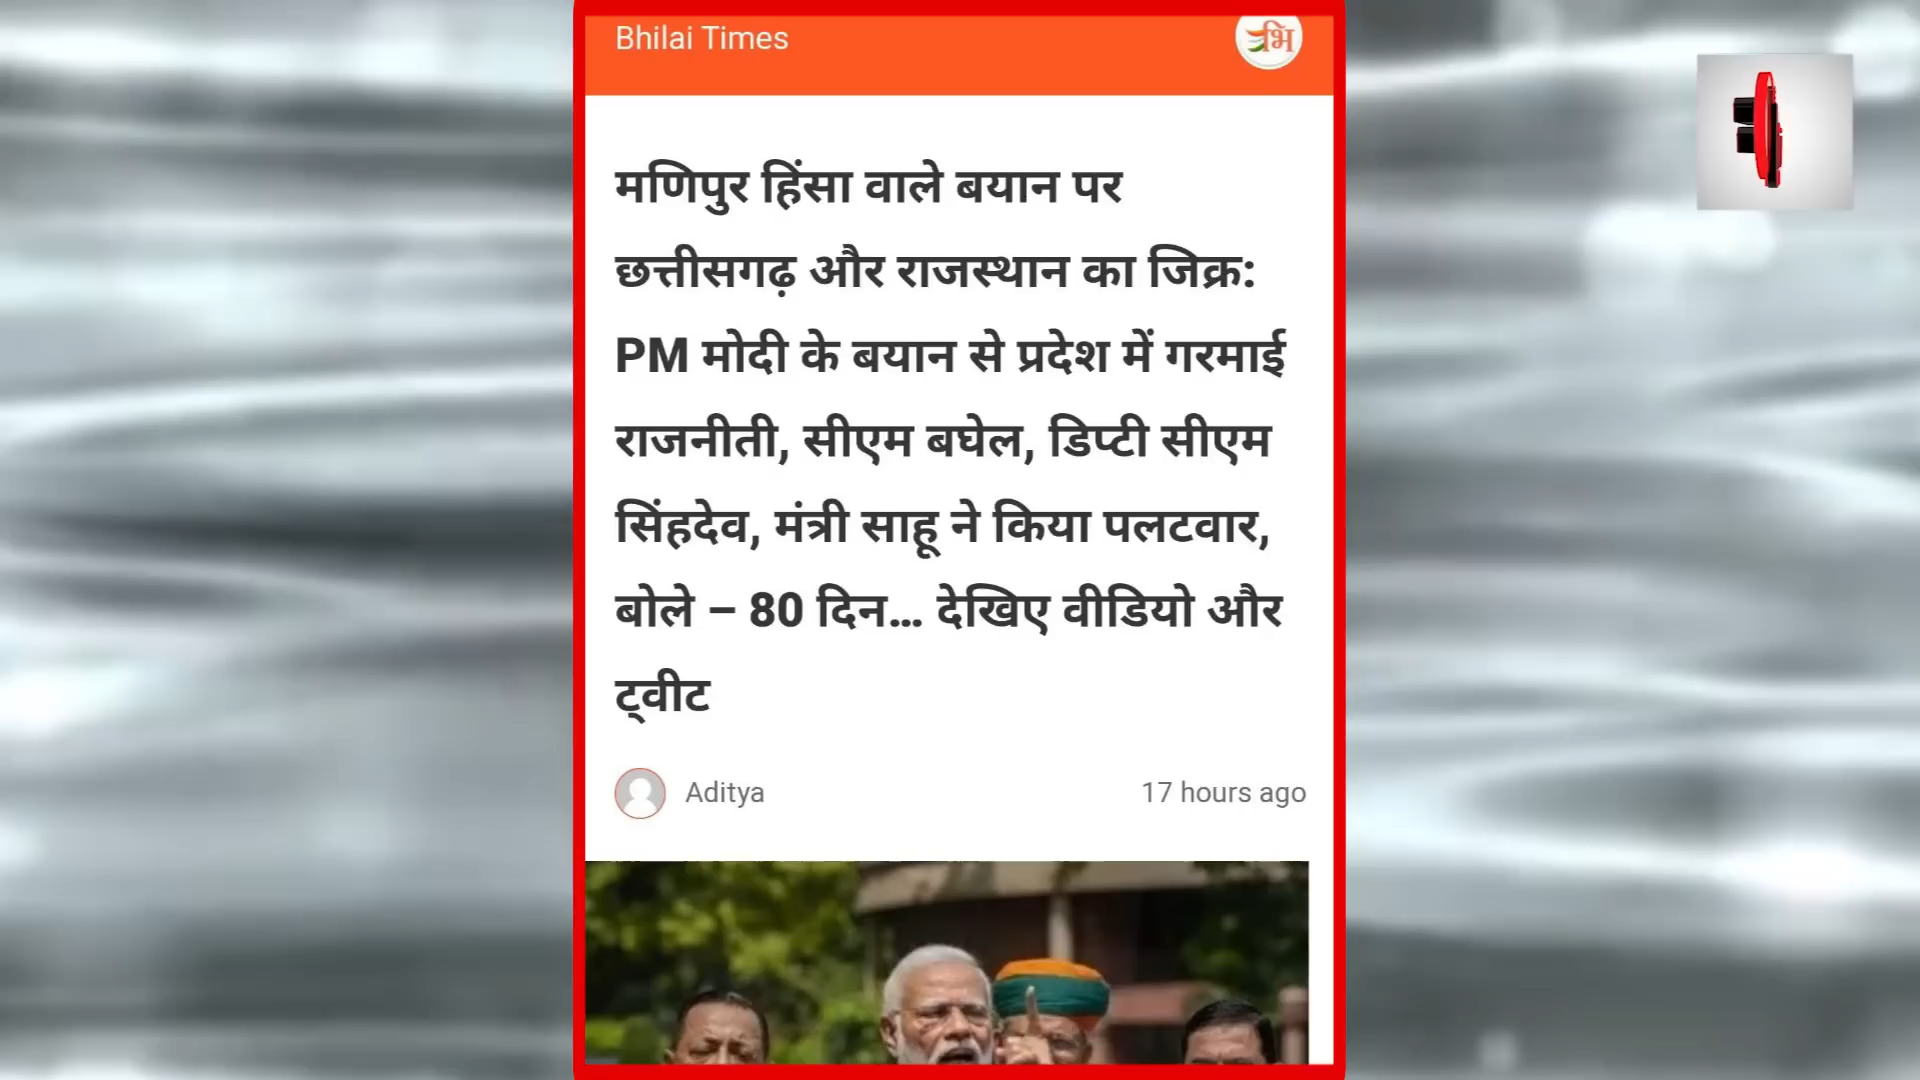 Bhilai Times
भि
मणिपुर हिंसा वाले बयान पर
छत्तीसगढ़ और राजस्थान का जिक्र:
PM मोदी के बयान से प्रदेश में गरमाई
राजनीती, सीएम बघेल, डिप्टी सीएम
सिंहदेव, मंत्री साहू ने किया पलटवार,
बोले – 80 दिन... देखिए वीडियो और
ट्वीट
Aditya
17 hours ago